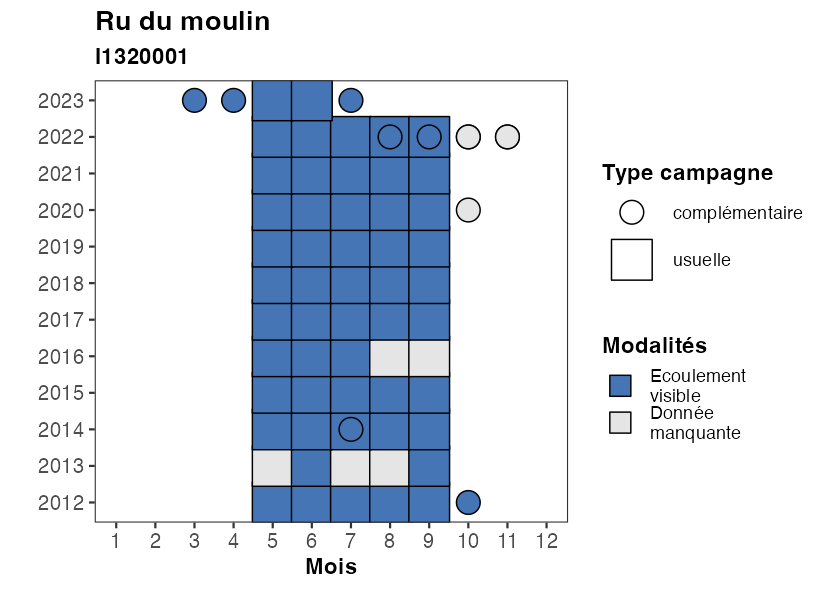 Ru du moulin
I1320001
2023
2022
2021
2020
2019
2018
2017
2016
2015
2014
2013
2012
1 2 3 4 5 6 7 8 9 10 11 12
Mois
Type campagne
complémentaire
usuelle
Modalités
Ecoulement
visible
Donnée
manquante